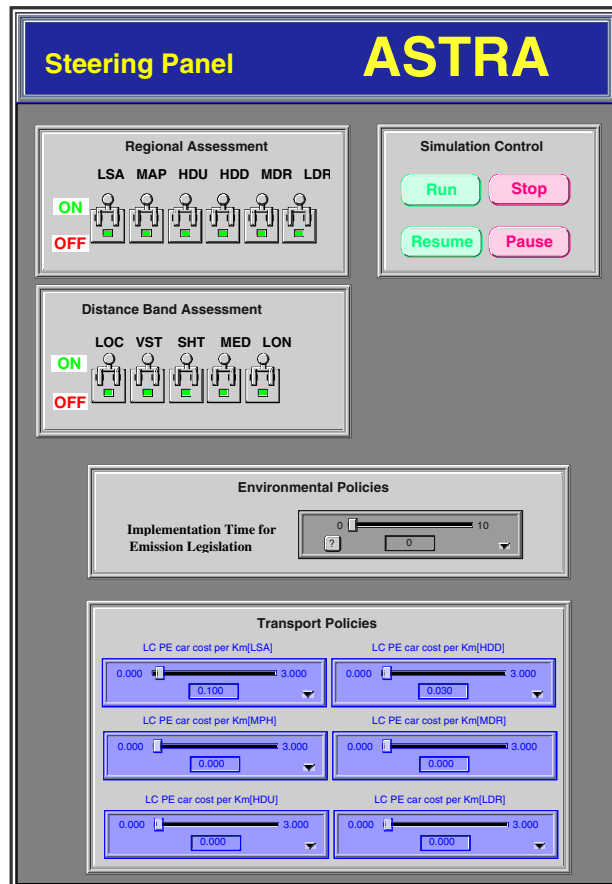 Steering Panel ASTRA
Regional Assessment
LSA MAP HDU HDD MDR LDR
ON
OFF
Simulation Control
Run Stop
Resume Pause
Distance Band Assessment
LOC VST SHT MED LON
ON
OFF
Environmental Policies
Implementation Time for
Emission Legislation
0 10
? 0
Transport Policies
LC PE car cost per Km[LSA] LC PE car cost per Km[HDD]
0.000 3.000 0.000 3.000
0.100 0.030
LC PE car cost per Km[MPH] LC PE car cost per Km[MDR]
0.000 3.000 0.000 3.000
0.000 0.000
LC PE car cost per Km[HDU] LC PE car cost per Km[LDR]
0.000 3.000 0.000 3.000
0.000 0.000